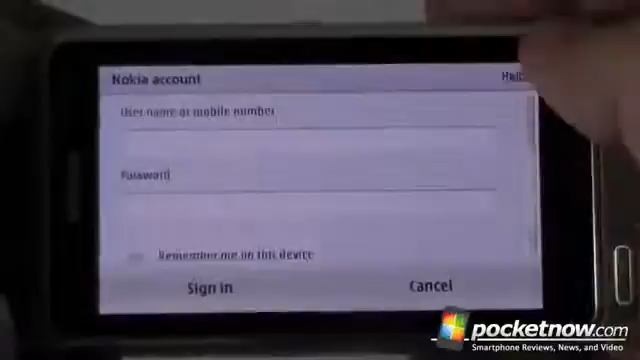 Nokia account
Help
User name or mobile number
Password
Remember me on this device
Sign in
Cancel
pocketnow.com
Smartphone Reviews, News, and Video